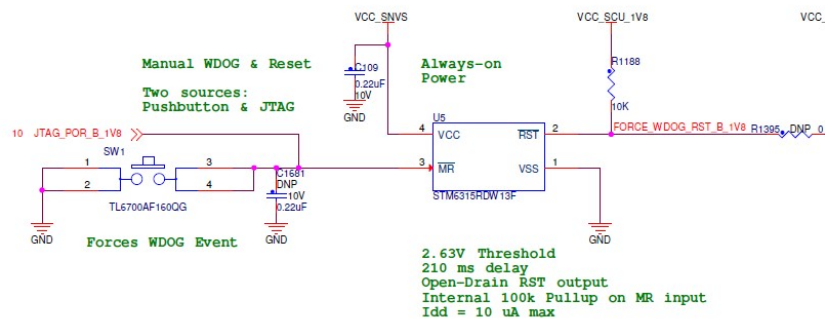 VCC_SNVS
VCC_SCU_1V8
VCC_
Manual WDOG & Reset
Two sources:
Pushbutton & JTAG
C109
0.22uF
10V
GND
Always-on
Power
R1188
10K
U5
4 VCC
RST 2
FORCE_WDOG_RST_B_1V8
R1395 DNP 0
10 JTAG_POR_B_1V8
SW1
1 3
2 4
TL6700AF160QG
C1681
DNP
10V
0.22uF
3 MR
VSS 1
STM6315RDW13F
GND
GND
GND
Forces WDOG Event
2.63V Threshold
210 ms delay
Open-Drain RST output
Internal 100k Pullup on MR input
Idd = 10 uA max